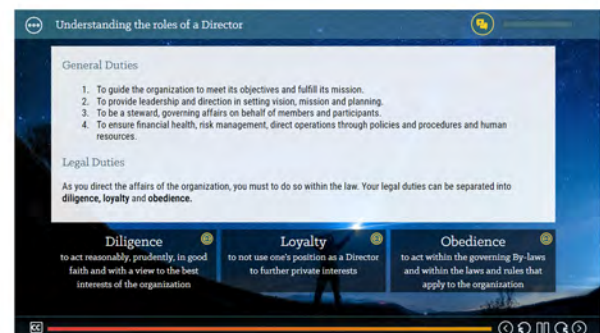 Understanding the roles of a Director
General Duties
1. To guide the organization to meet its objectives and fulfill its mission.
2. To provide leadership and direction in setting vision, mission and planning.
3. To be a steward, governing affairs on behalf of members and participants.
4. To ensure financial health, risk management, direct operations through policies and procedures and human
resources.
Legal Duties
As you direct the affairs of the organization, you must to do so within the law. Your legal duties can be separated into
diligence, loyalty and obedience.
Diligence
to act reasonably, prudently, in good
faith and with a view to the best
interests of the organization
Loyalty
to not use one's position as a Director
to further private interests
Obedience
to act within the governing By-laws
and within the laws and rules that
apply to the organization
CC